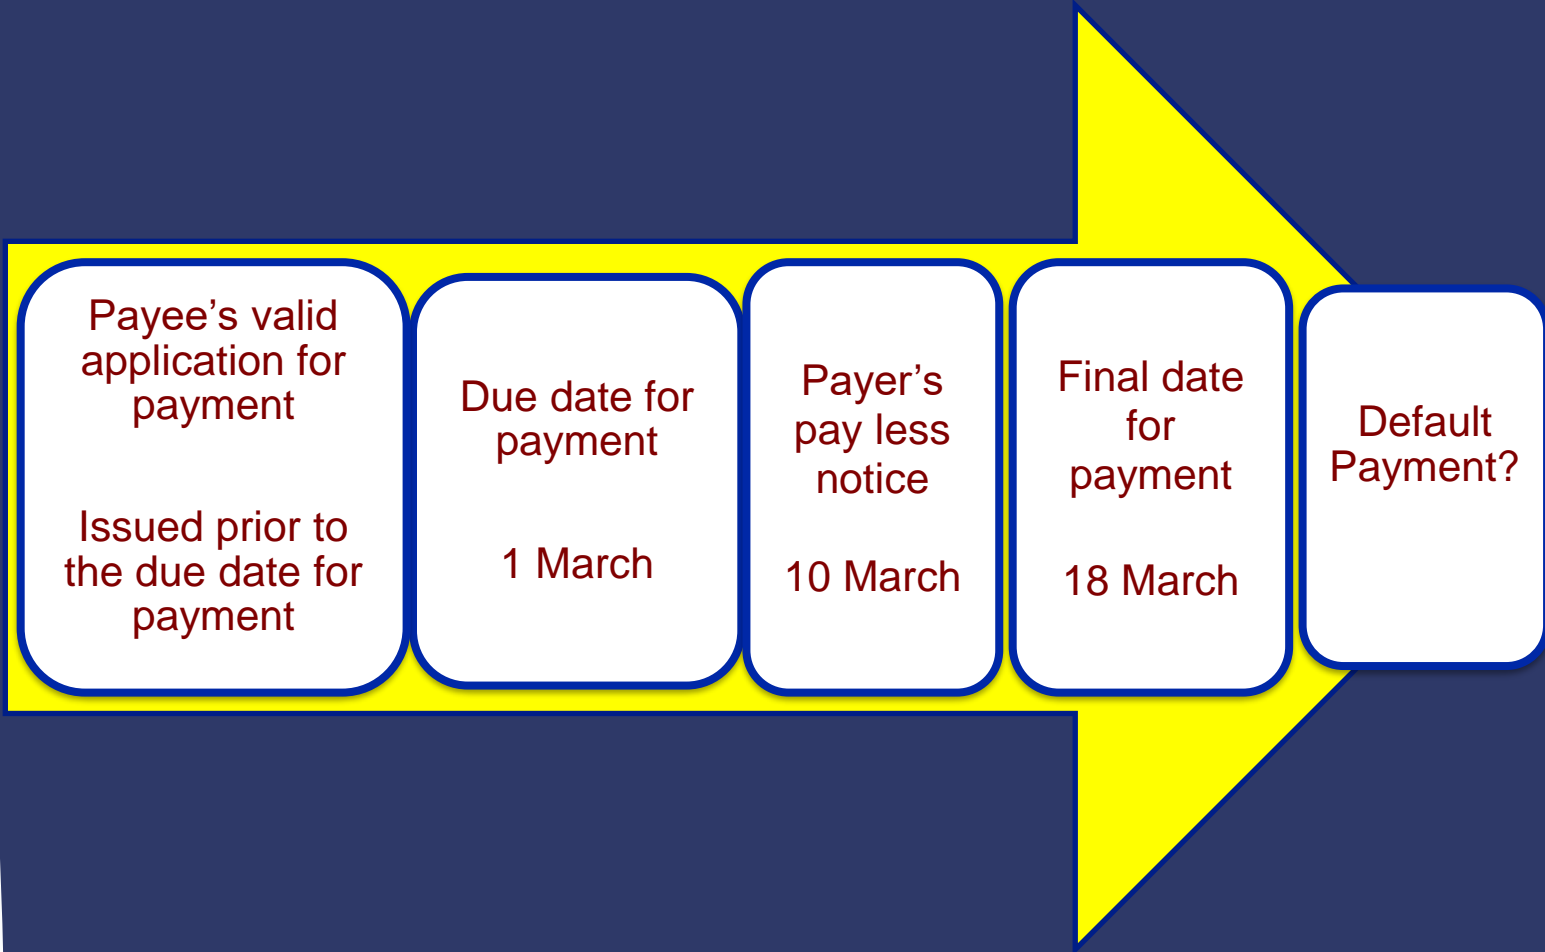 Payee’s valid
application for
payment
Issued prior to
the due date for
payment
Due date for
payment
1 March
Payer’s
pay less
notice
10 March
Final date
for
payment
18 March
Default
Payment?